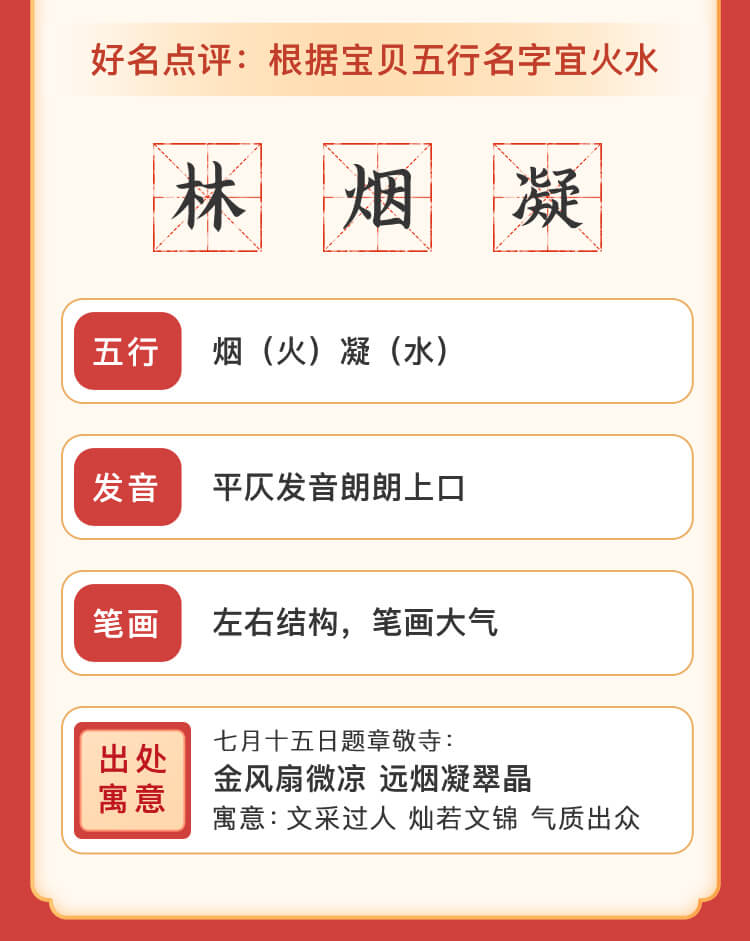 好名点评：根据宝贝五行名字宜火水
林 烟 凝
五行 烟（火）凝（水）
发音 平仄发音朗朗上口
笔画 左右结构，笔画大气
出处
寓意
七月十五日题章敬寺：
金风扇微凉 远烟凝翠晶
寓意：文采过人 灿若文锦 气质出众